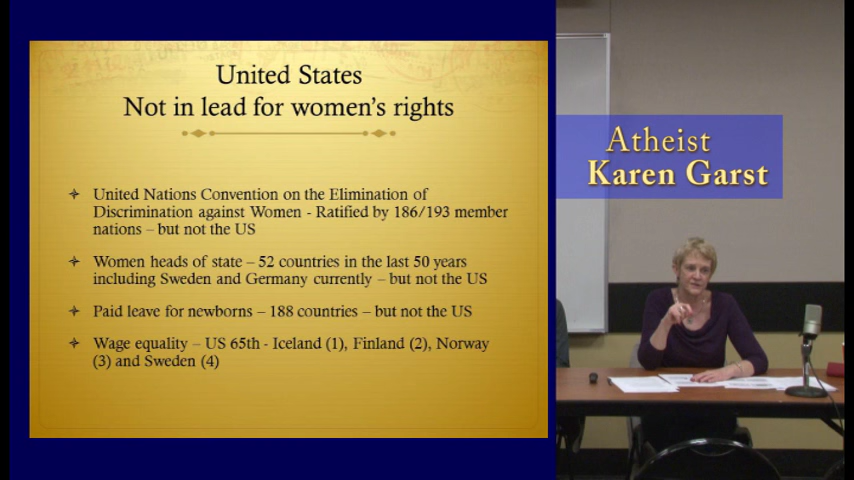 United States
Not in lead for women's rights
United Nations Convention on the Elimination of
Discrimination against Women - Ratified by 186/193 member
nations – but not the US
Women heads of state – 52 countries in the last 50 years
including Sweden and Germany currently – but not the US
Paid leave for newborns – 188 countries – but not the US
Wage equality – US 65th - Iceland (1), Finland (2), Norway
(3) and Sweden (4)
Atheist
Karen Garst